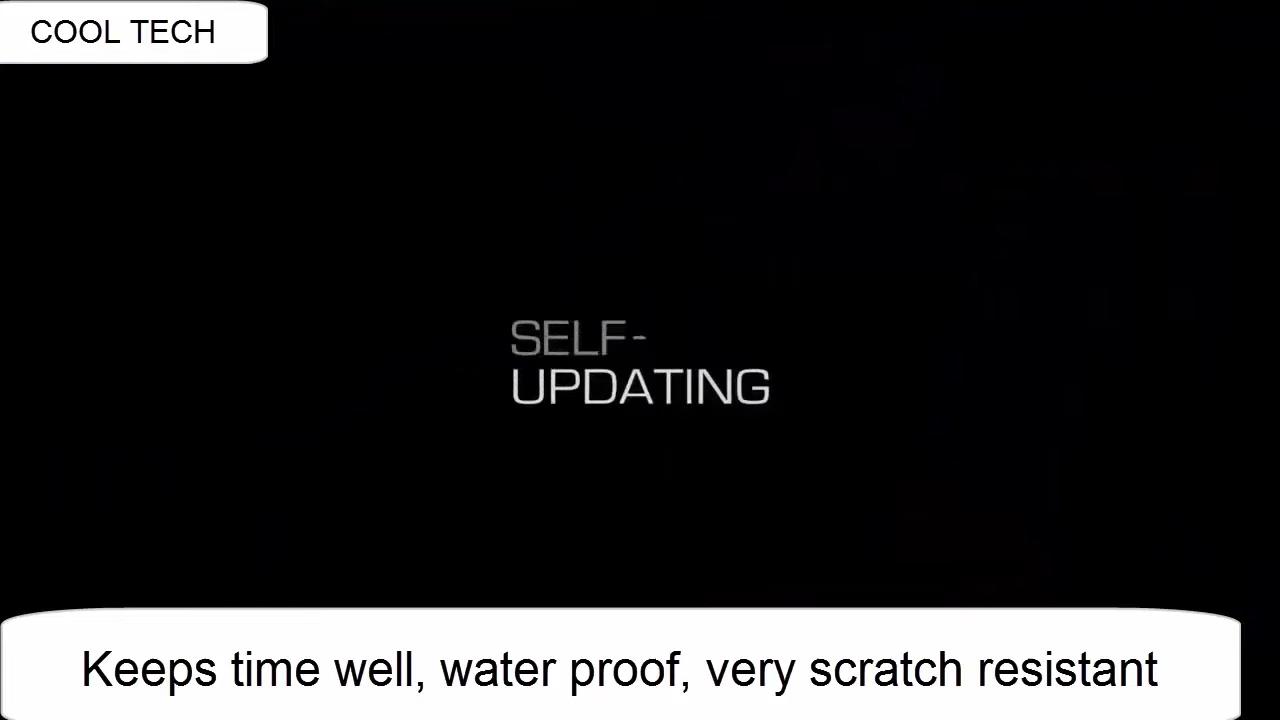 COOL TECH
SELF-
UPDATING
Keeps time well, water proof, very scratch resistant